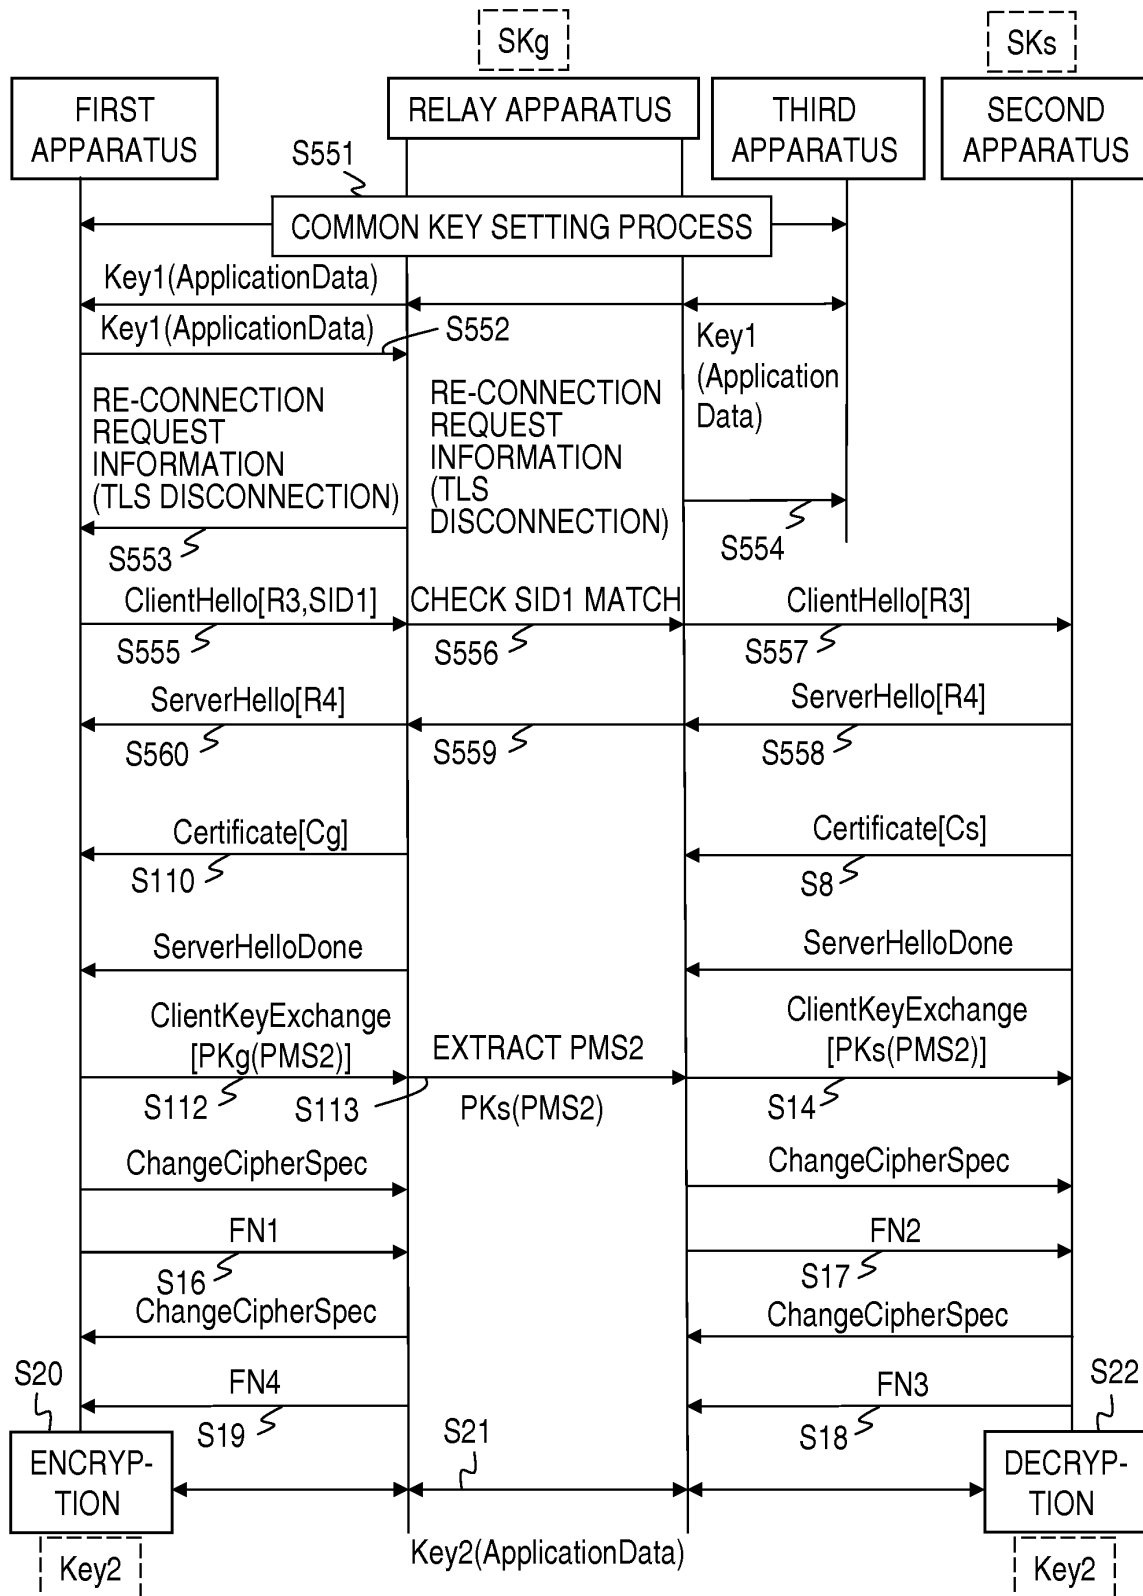 SKg
SKs
FIRST
APPARATUS
RELAY APPARATUS
THIRD
APPARATUS
SECOND
APPARATUS
S551
COMMON KEY SETTING PROCESS
Key1(ApplicationData)
Key1(ApplicationData)
S552
Key1
(Application
Data)
RE-CONNECTION
REQUEST
INFORMATION
(TLS DISCONNECTION)
RE-CONNECTION
REQUEST
INFORMATION
(TLS
DISCONNECTION)
S553
S554
ClientHello[R3,SID1]
CHECK SID1 MATCH
ClientHello[R3]
S555
S556
S557
ServerHello[R4]
ServerHello[R4]
S560
S559
S558
Certificate[Cg]
Certificate[Cs]
S110
S8
ServerHelloDone
ServerHelloDone
ClientKeyExchange
[PKg(PMS2)]
EXTRACT PMS2
ClientKeyExchange
[PKs(PMS2)]
S112
S113
PKs(PMS2)
S14
ChangeCipherSpec
ChangeCipherSpec
FN1
FN2
S16
S17
ChangeCipherSpec
ChangeCipherSpec
S20
FN4
FN3
S22
S19
S21
S18
ENCRYP-
TION
DECRYP-
TION
Key2(ApplicationData)
Key2
Key2